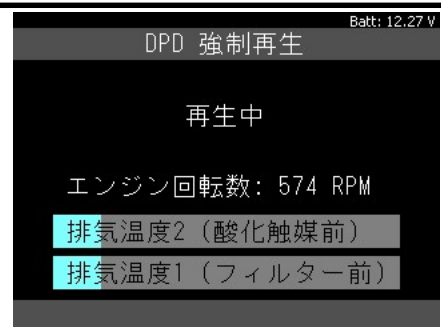 Batt: 12.27 V
DPD 強制再生
再生中
エンジン回転数: 574 RPM
排気温度2（酸化触媒前）
排気温度1（フィルター前）